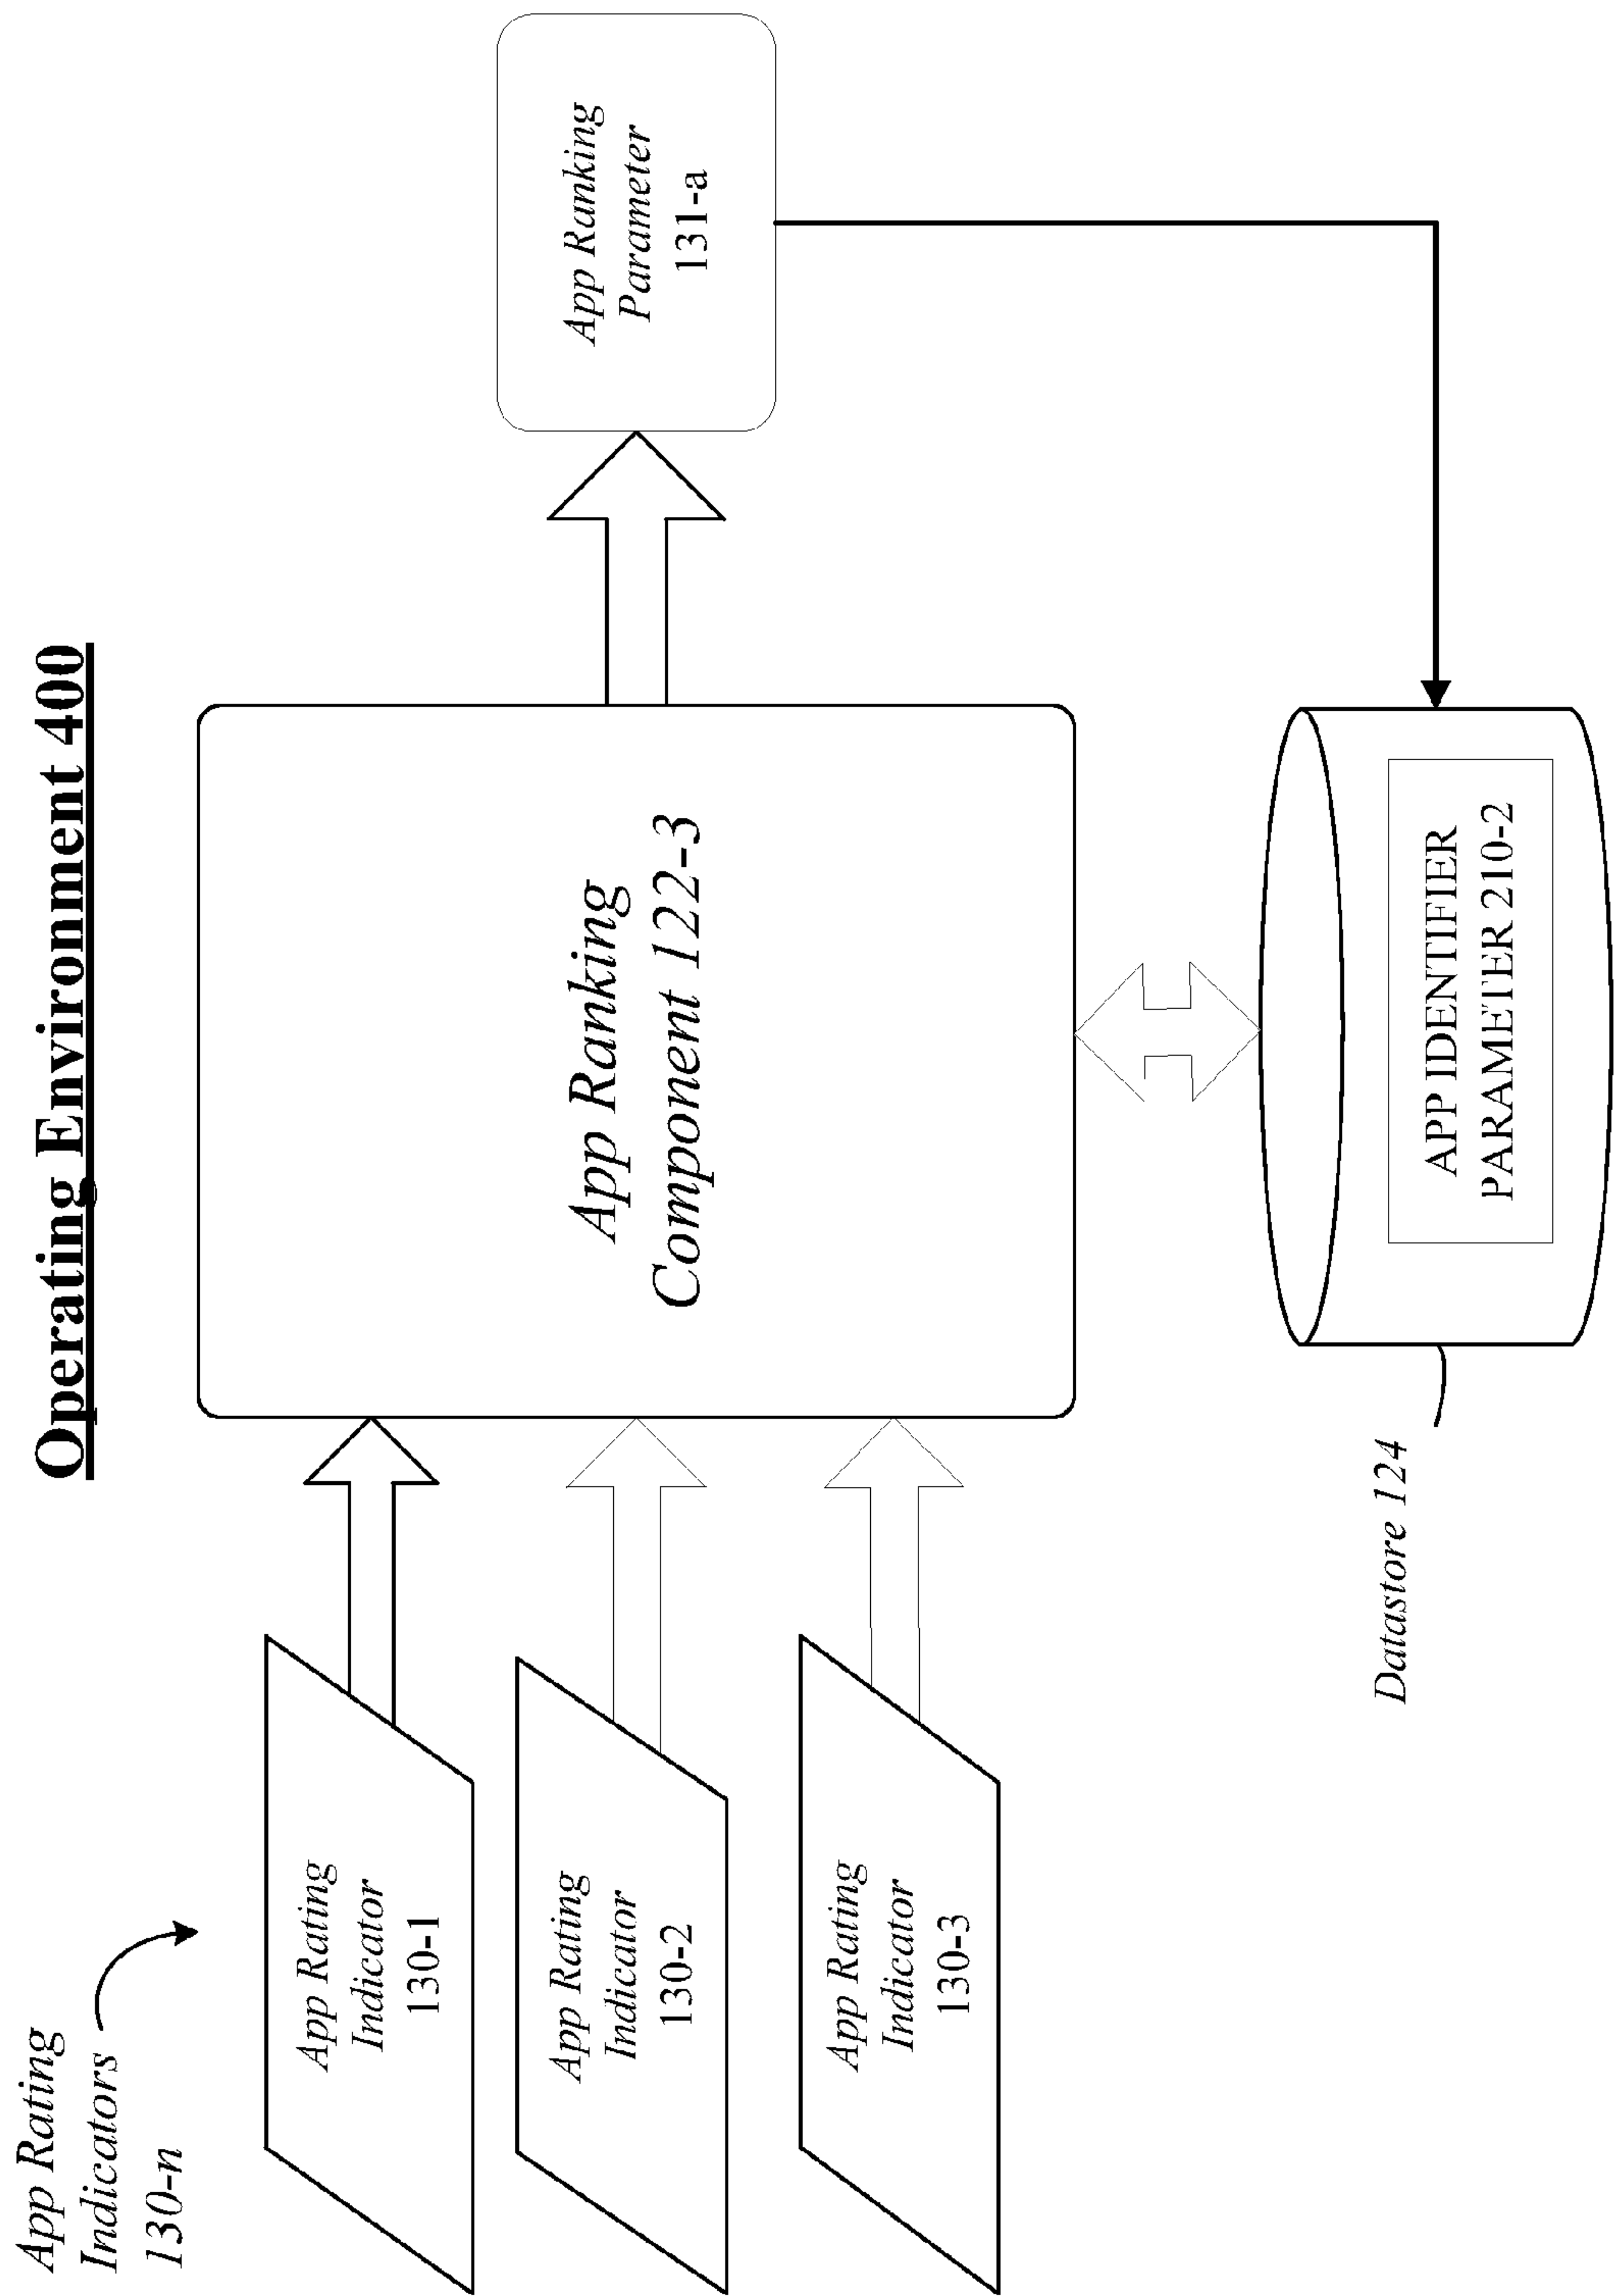 Operating Environment 400
App Rating
Indicators
130-n
App Rating
Indicator
130-1
App Rating
Indicator
130-2
App Rating
Indicator
130-3
App Ranking
Component 122-3
App Ranking
Parameter
131-a
Datastore 124
APP IDENTIFIER
PARAMETER 210-2